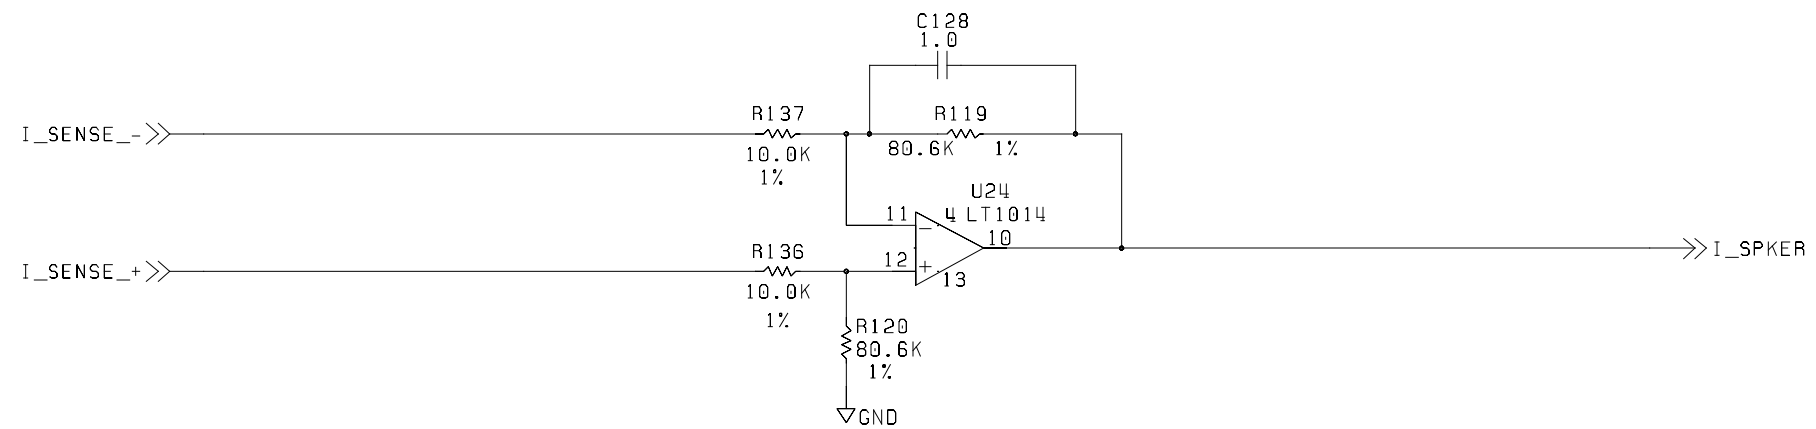 C128
1.0
R137
R119
I_SENSE_-
10.0K
80.6K 1%
1%
U24
11
4 LT1014
10
I_SPKER
R136
12
I_SENSE_+
13
10.0K
1%
R120
80.6K
1%
GND